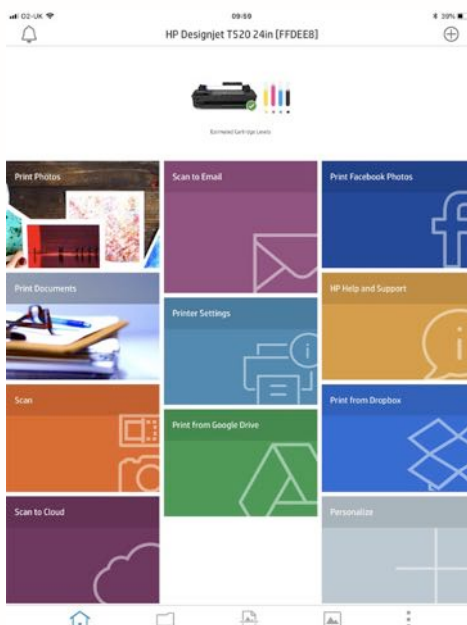 O2-UK 09:59 39%
HP Designjet T520 24in [FFDEE8]
Estimated Cartridge Levels
Print Photos
Scan to Email
Print Facebook Photos
Print Documents
HP Help and Support
Printer Settings
Scan
Print from Dropbox
Print from Google Drive
Scan to Cloud
Personalize